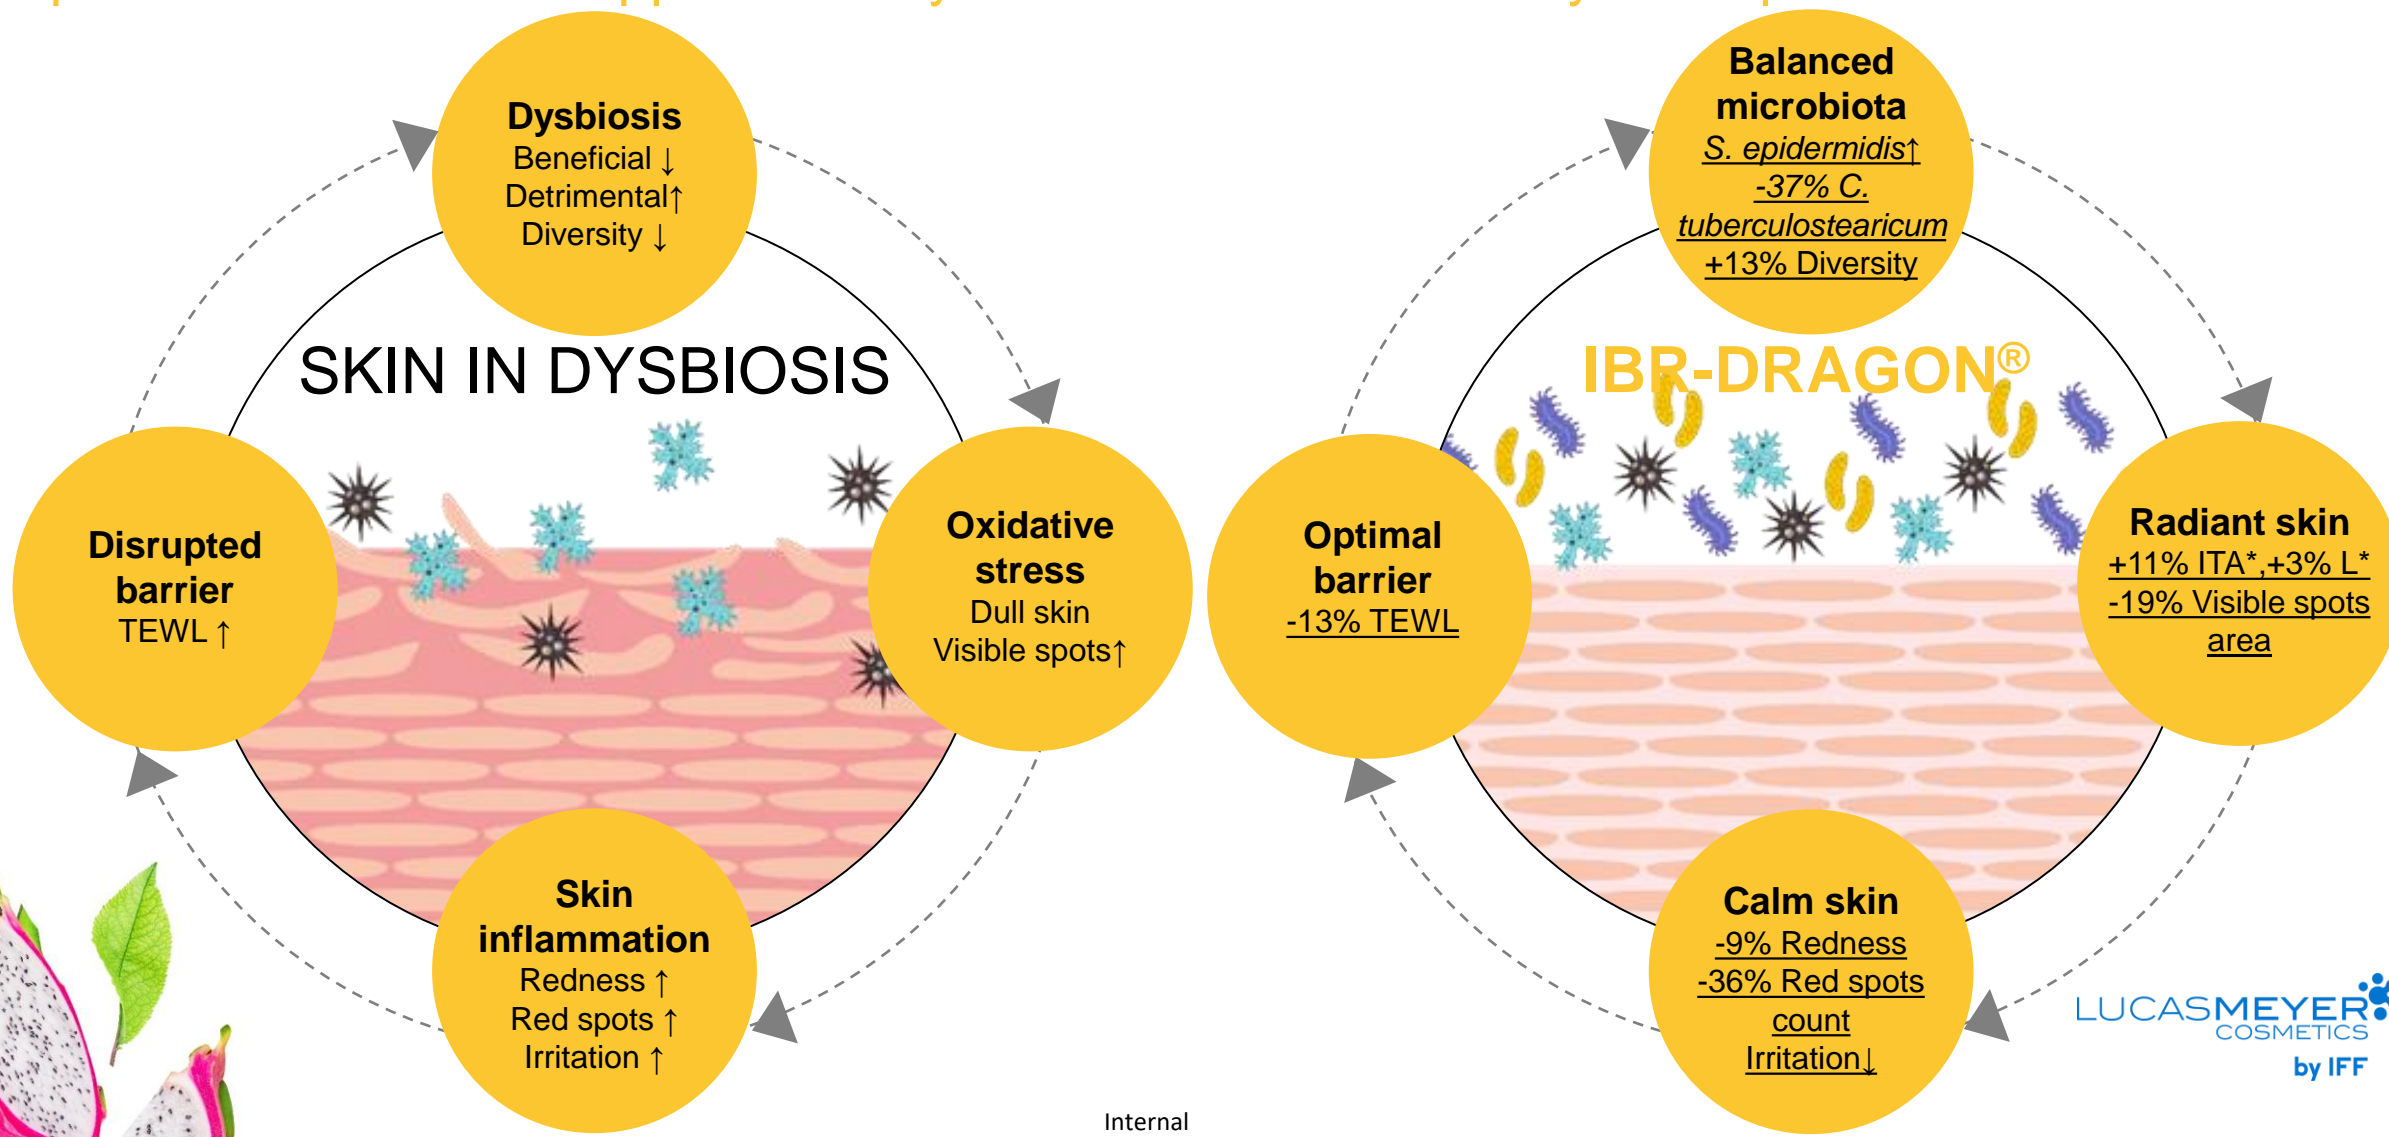 Dysbiosis
Beneficial ↓
Detrimental↑
Diversity ↓
SKIN IN DYSBIOSIS
Disrupted
barrier
TEWL ↑
Oxidative
stress
Dull skin
Visible spots↑
Skin
inflammation
Redness ↑
Red spots ↑
Irritation ↑
Balanced
microbiota
S. epidermidis↑
-37% C.
tuberculostearicum
+13% Diversity
IBR-DRAGON®
Optimal
barrier
-13% TEWL
Radiant skin
+11% ITA*,+3% L*
-19% Visible spots
area
Calm skin
-9% Redness
-36% Red spots
count
Irritation↓
LUCASMEYER
COSMETICS
by IFF
Internal